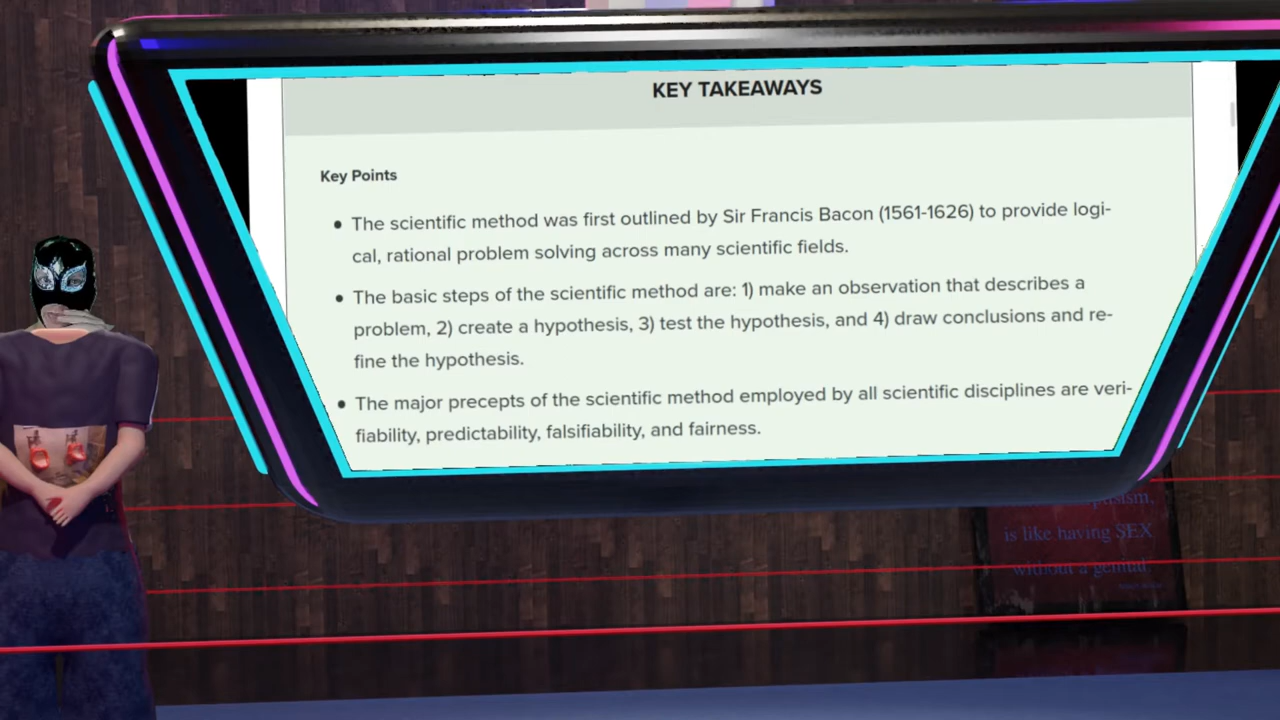 KEY TAKEAWAYS
Key Points
• The scientific method was first outlined by Sir Francis Bacon (1561-1626) to provide logi-
cal, rational problem solving across many scientific fields.
• The basic steps of the scientific method are: 1) make an observation that describes a
problem, 2) create a hypothesis, 3) test the hypothesis, and 4) draw conclusions and re-
fine the hypothesis.
• The major precepts of the scientific method employed by all scientific disciplines are veri-
fiability, predictability, falsifiability, and fairness.
is like having SEX
without a genital